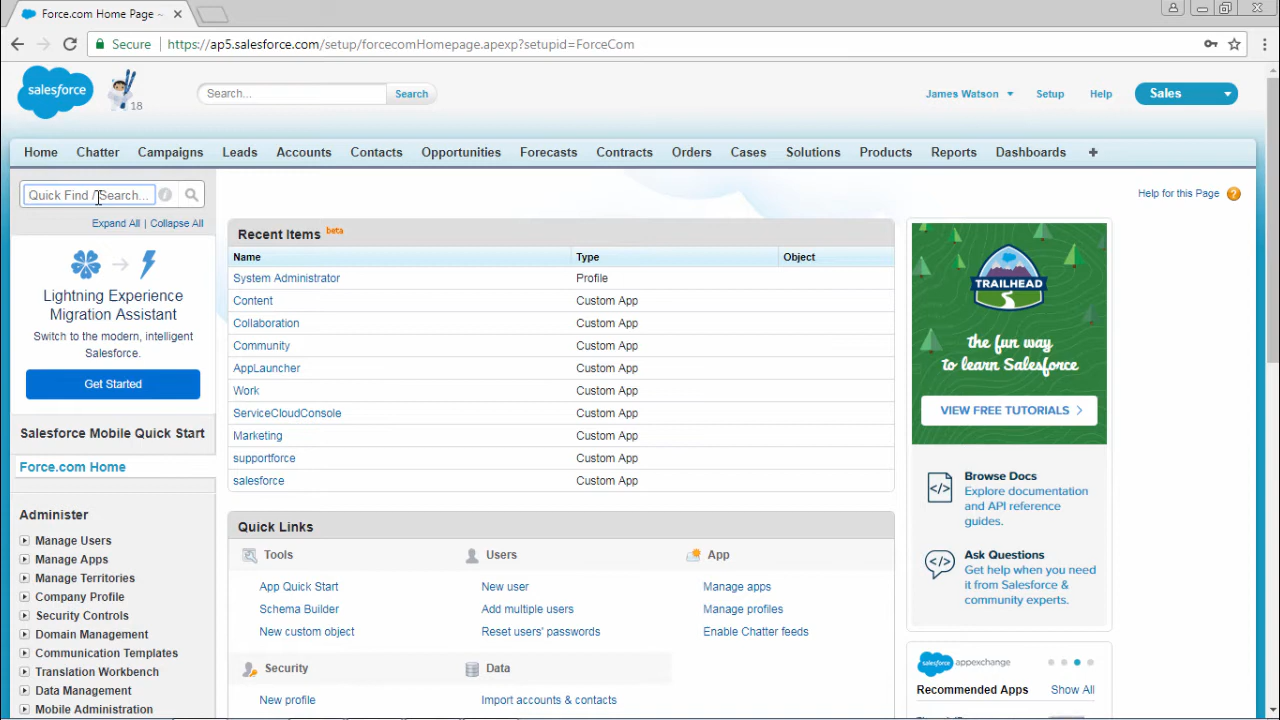 Force.com Home Page ~
Secure
https://ap5.salesforce.com/setup/forcecomHomepage.apexp?setupid=ForceCom
salesforce
18
Search...
Search
James Watson
Setup
Help
Sales
Home
Chatter
Campaigns
Leads
Accounts
Contacts
Opportunities
Forecasts
Contracts
Orders
Cases
Solutions
Products
Reports
Dashboards
Quick Find / Search...
Expand All | Collapse All
Lightning Experience
Migration Assistant
Switch to the modern, intelligent
Salesforce.
Get Started
Salesforce Mobile Quick Start
Force.com Home
Administer
Manage Users
Manage Apps
Manage Territories
Company Profile
Security Controls
Domain Management
Communication Templates
Translation Workbench
Data Management
Mobile Administration
Help for this Page ?
Recent Items beta
Name Type Object
System Administrator Profile
Content Custom App
Collaboration Custom App
Community Custom App
AppLauncher Custom App
Work Custom App
ServiceCloudConsole Custom App
Marketing Custom App
supportforce Custom App
salesforce Custom App
Quick Links
Tools
App Quick Start
Schema Builder
New custom object
Users
New user
Add multiple users
Reset users' passwords
App
Manage apps
Manage profiles
Enable Chatter feeds
Security
New profile
Data
Import accounts & contacts
TRAILHEAD
the fun way
to learn Salesforce
VIEW FREE TUTORIALS >
Browse Docs
Explore documentation
and API reference
guides.
Ask Questions
Get help when you need
it from Salesforce &
community experts.
salesforce appexchange
Recommended Apps Show All